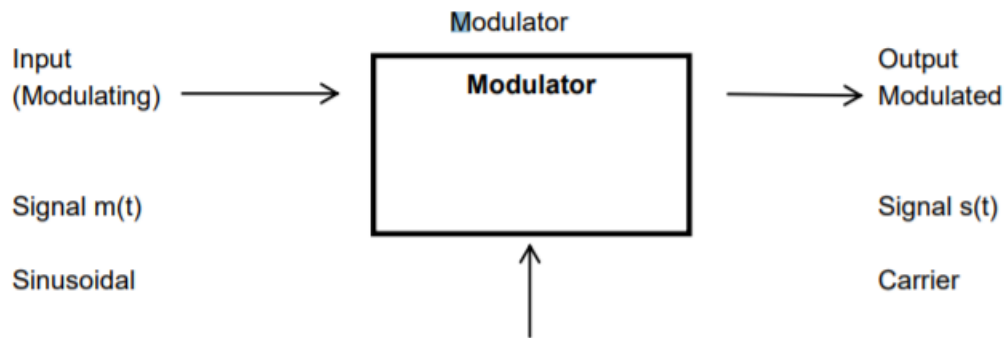 Modulator
Input
(Modulating)
Modulator
Output
Modulated
Signal m(t)
Signal s(t)
Sinusoidal
Carrier